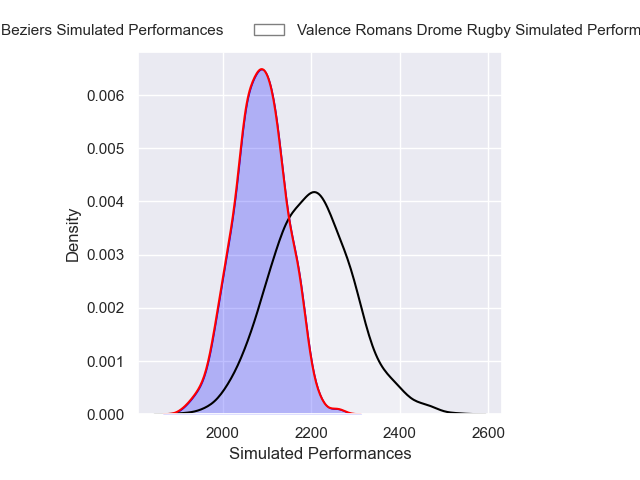 Beziers Simulated Performances
Valence Romans Drome Rugby Simulated Perform
0.006
0.005
0.004
0.003
0.002
0.001
0.000
Density
2000
2200
2400
2600
Simulated Performances